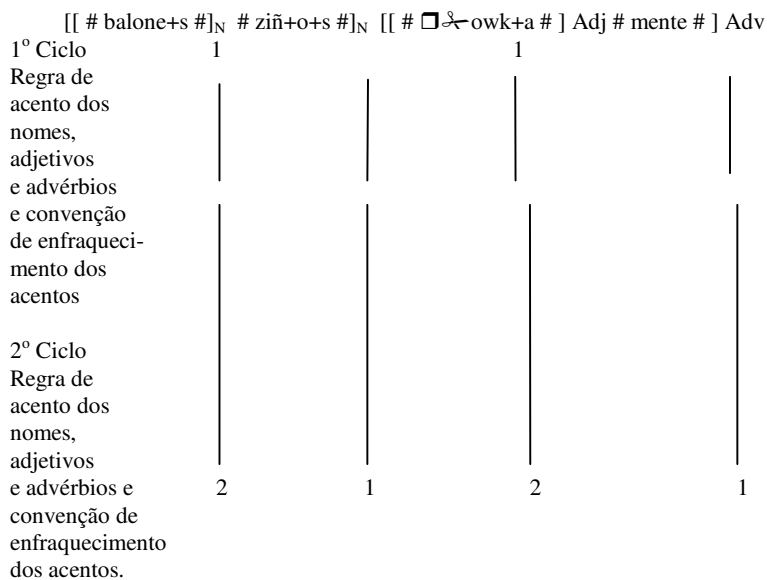 [[ # balone+s #]N # ziñ+o+s #]N [[ # ❒✁owk+a # ] Adj # mente # ] Adv
1º Ciclo 1 1
Regra de
acento dos
nomes,
adjetivos
e advérbios
e convenção
de enfraqueci-
mento dos
acentos
2º Ciclo
Regra de
acento dos
nomes,
adjetivos
e advérbios e 2 1 2 1
convenção de
enfraquecimento
dos acentos.